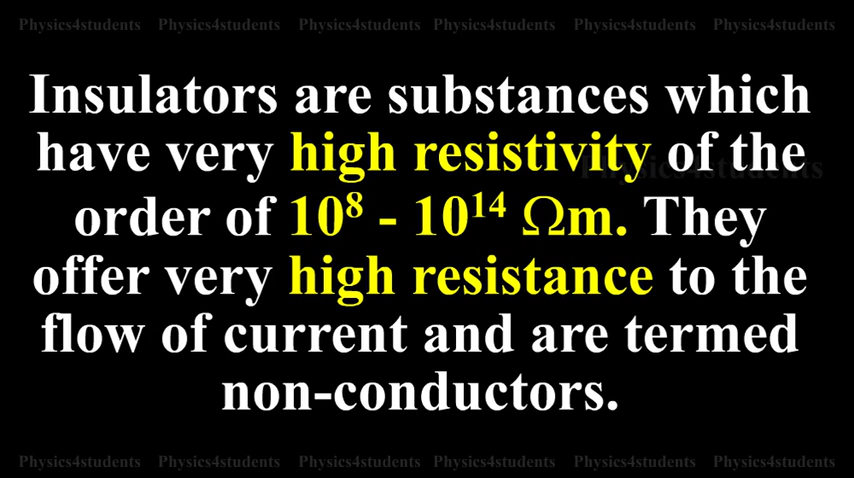 Physics4students Physics4students Physics4students Physics4students Physics4students Physics4students
Insulators are substances which
have very high resistivity of the
Physics4students
order of 10⁸ - 10¹⁴ Ωm. They
offer very high resistance to the
flow of current and are termed
non-conductors.
Physics4students Physics4students Physics4students Physics4students Physics4students Physics4students